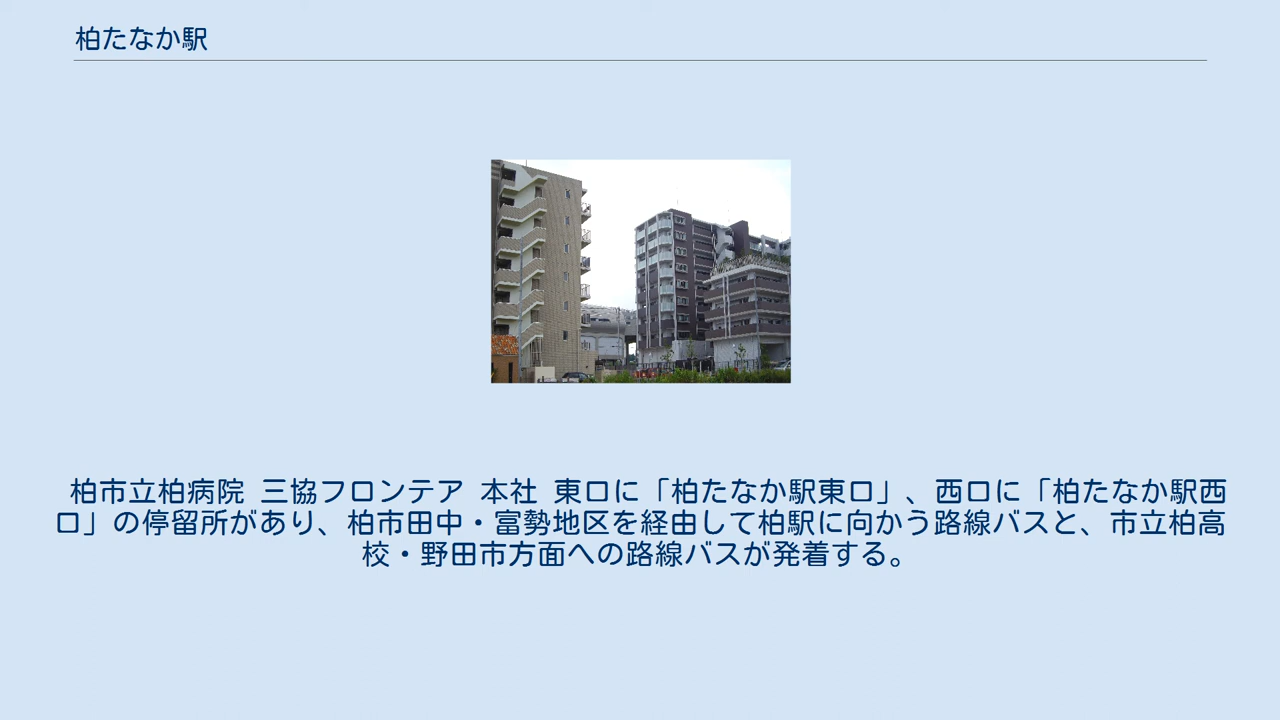 柏たなか駅
柏市立柏病院 三協フロンテア 本社 東口に「柏たなか駅東口」、西口に「柏たなか駅西
口」の停留所があり、柏市田中・富勢地区を経由して柏駅に向かう路線バスと、市立柏高
校・野田市方面への路線バスが発着する。